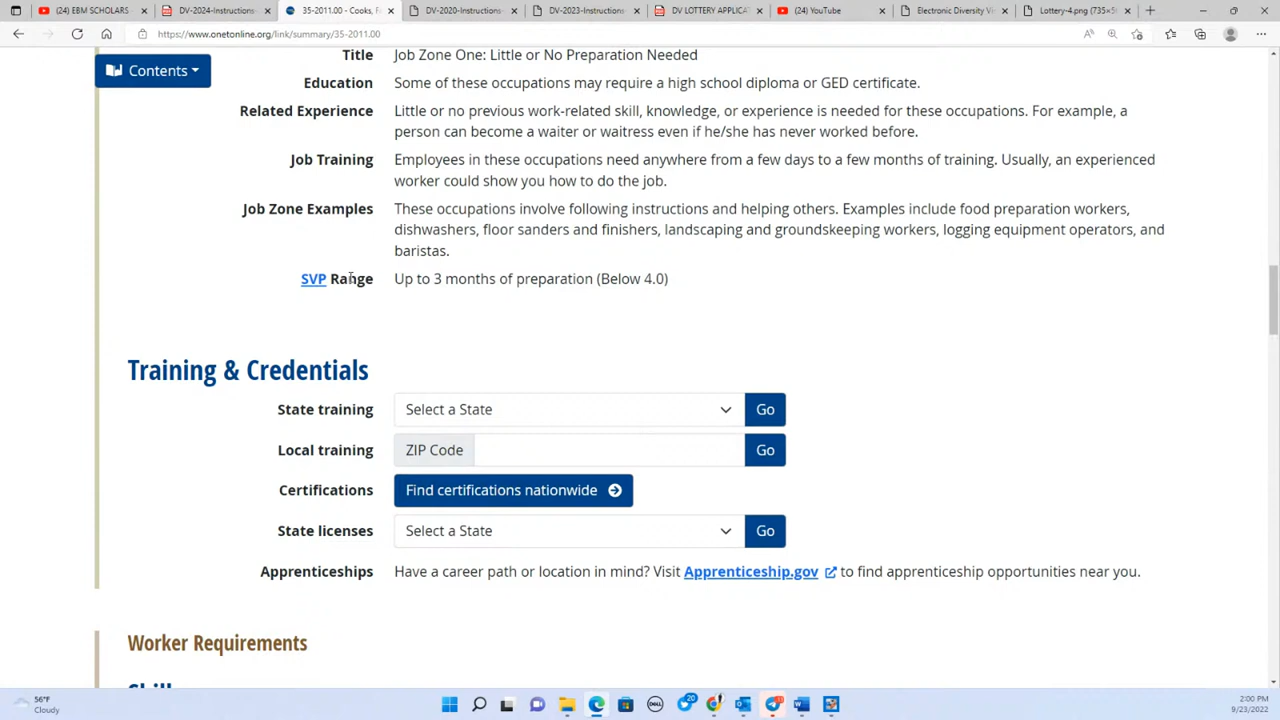 (24) EBM SCHOLARS
DV-2024-Instructions-
35-2011.00 - Cooks, F
DV-2020-Instructions-
DV-2023-Instructions-
DV LOTTERY APPLICAT
(24) YouTube
Electronic Diversity Vis
Lottery-4.png (735×5
https://www.onetonline.org/link/summary/35-2011.00
Contents
Title Job Zone One: Little or No Preparation Needed
Education Some of these occupations may require a high school diploma or GED certificate.
Related Experience Little or no previous work-related skill, knowledge, or experience is needed for these occupations. For example, a
person can become a waiter or waitress even if he/she has never worked before.
Job Training Employees in these occupations need anywhere from a few days to a few months of training. Usually, an experienced
worker could show you how to do the job.
Job Zone Examples These occupations involve following instructions and helping others. Examples include food preparation workers,
dishwashers, floor sanders and finishers, landscaping and groundskeeping workers, logging equipment operators, and
baristas.
SVP Range Up to 3 months of preparation (Below 4.0)
Training & Credentials
State training Select a State Go
Local training ZIP Code Go
Certifications Find certifications nationwide
State licenses Select a State Go
Apprenticeships Have a career path or location in mind? Visit Apprenticeship.gov to find apprenticeship opportunities near you.
Worker Requirements
56°F
Cloudy
DELL
20
2:00 PM
9/23/2022